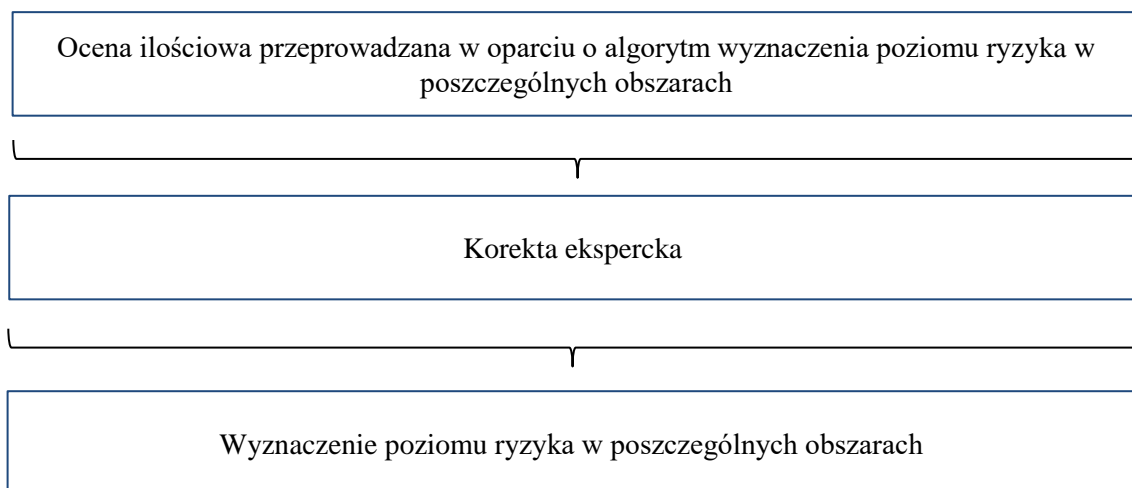 Ocena ilościowa przeprowadzana w oparciu o algorytm wyznaczenia poziomu ryzyka w
poszczególnych obszarach
Korekta ekspercka
Wyznaczenie poziomu ryzyka w poszczególnych obszarach